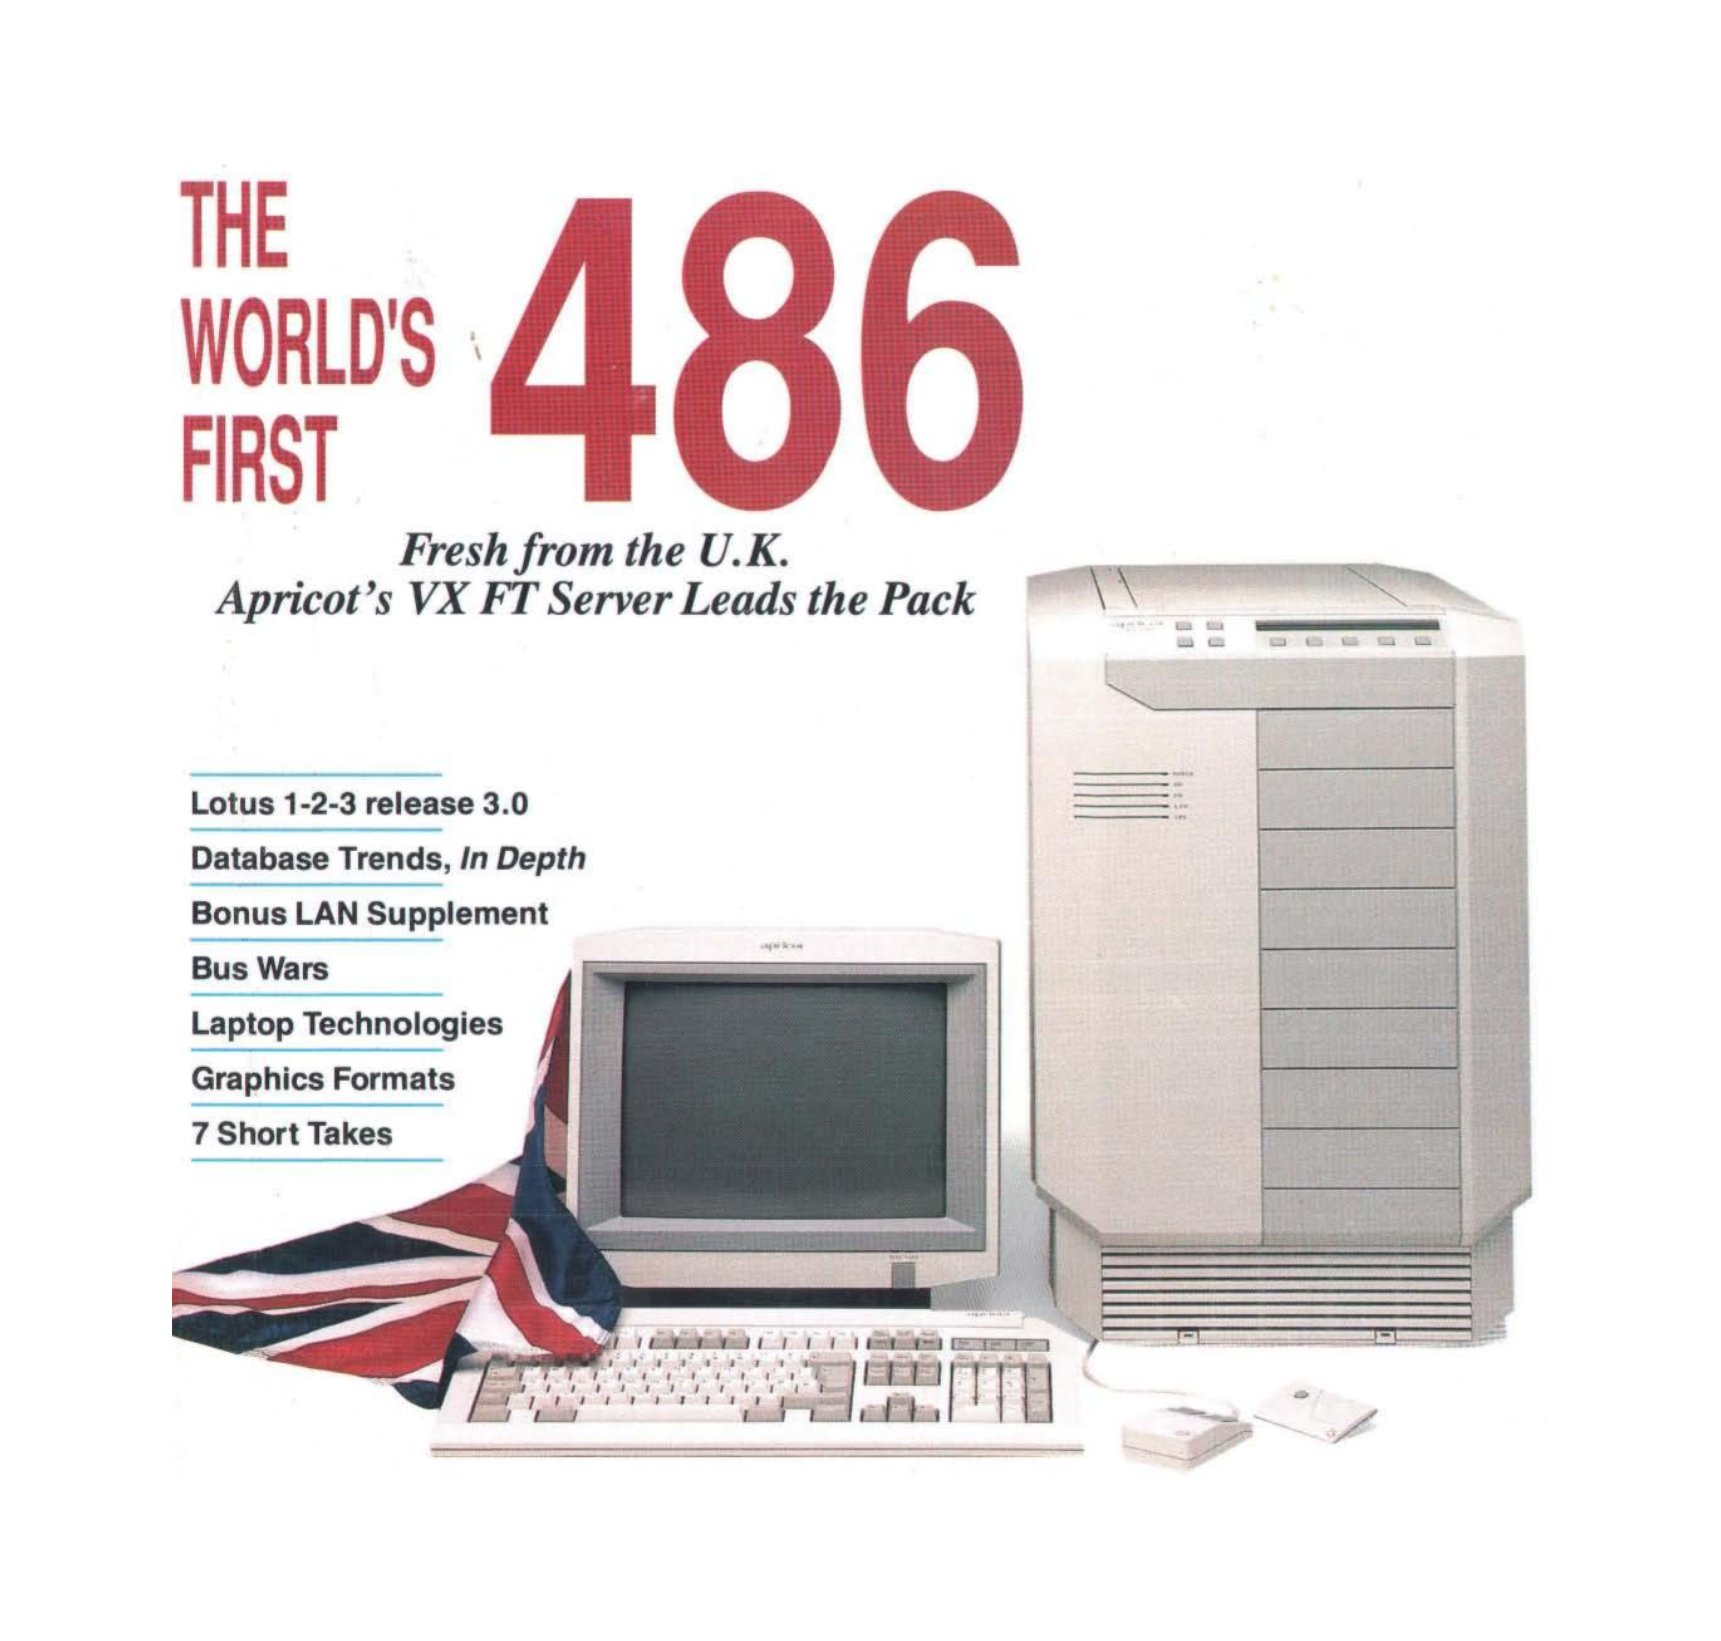 THE
WORLD'S
FIRST
486
Fresh from the U.K.
Apricot's VX FT Server Leads the Pack
Lotus 1-2-3 release 3.0
Database Trends, In Depth
Bonus LAN Supplement
Bus Wars
Laptop Technologies
Graphics Formats
7 Short Takes
apricot